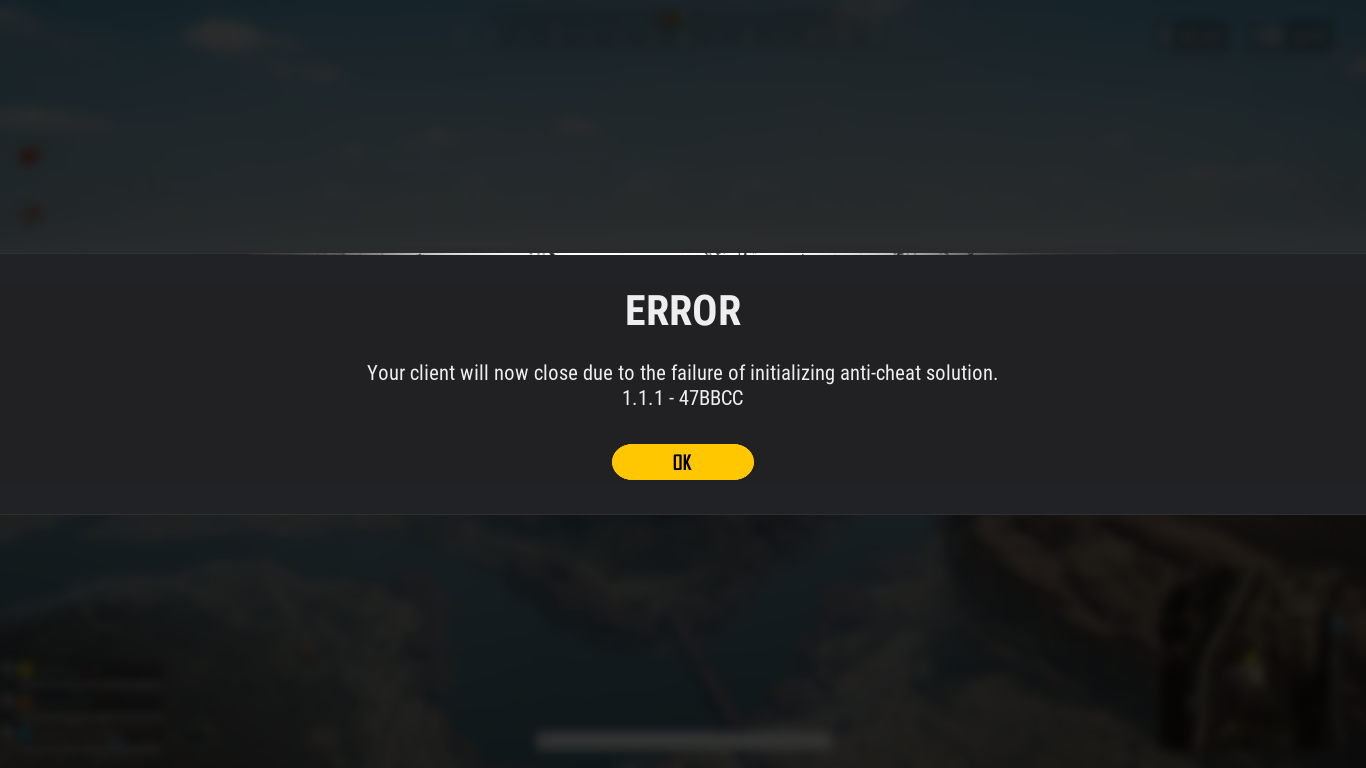 ERROR
Your client will now close due to the failure of initializing anti-cheat solution.
1.1.1 - 47BBCC
OK